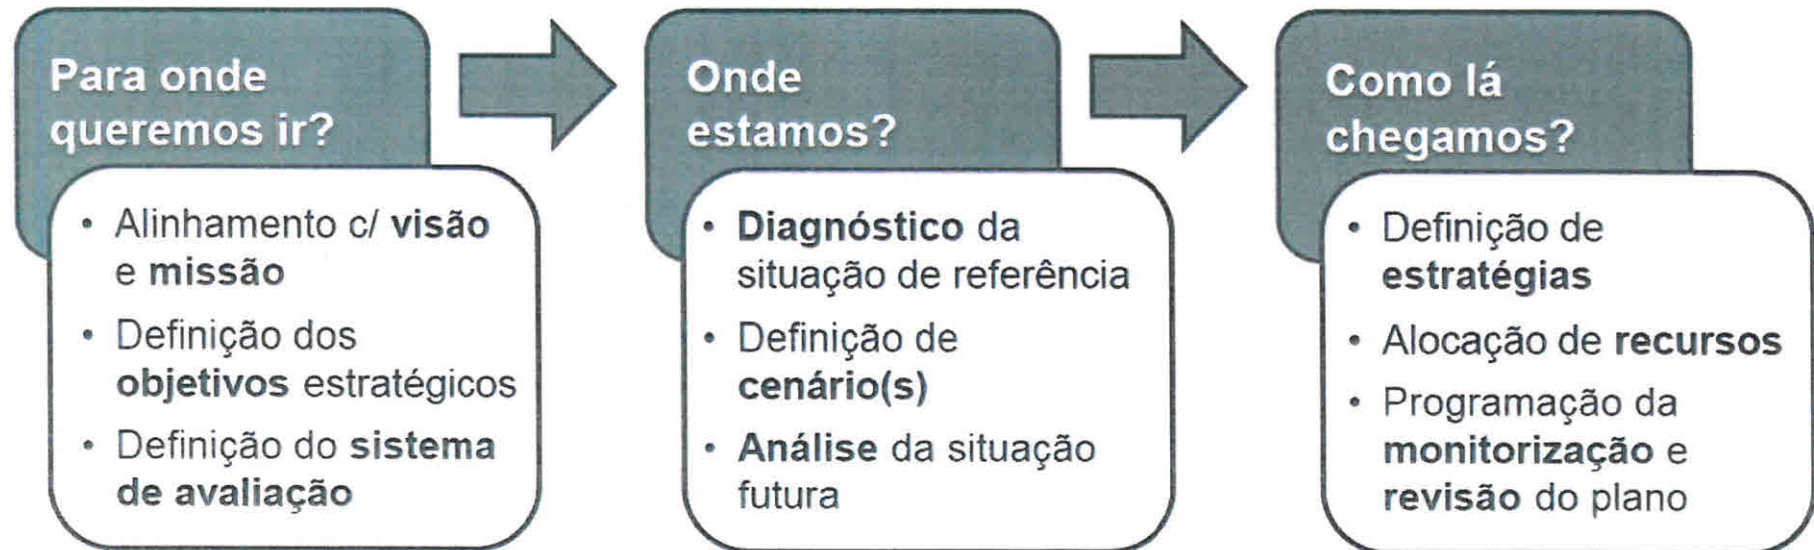 Para onde
queremos ir?
• Alinhamento c/ visão
e missão
• Definição dos
objetivos estratégicos
• Definição do sistema
de avaliação
Onde
estamos?
• Diagnóstico da
situação de referência
• Definição de
cenário(s)
• Análise da situação
futura
Como lá
chegamos?
• Definição de
estratégias
• Alocação de recursos
• Programação da
monitorização e
revisão do plano